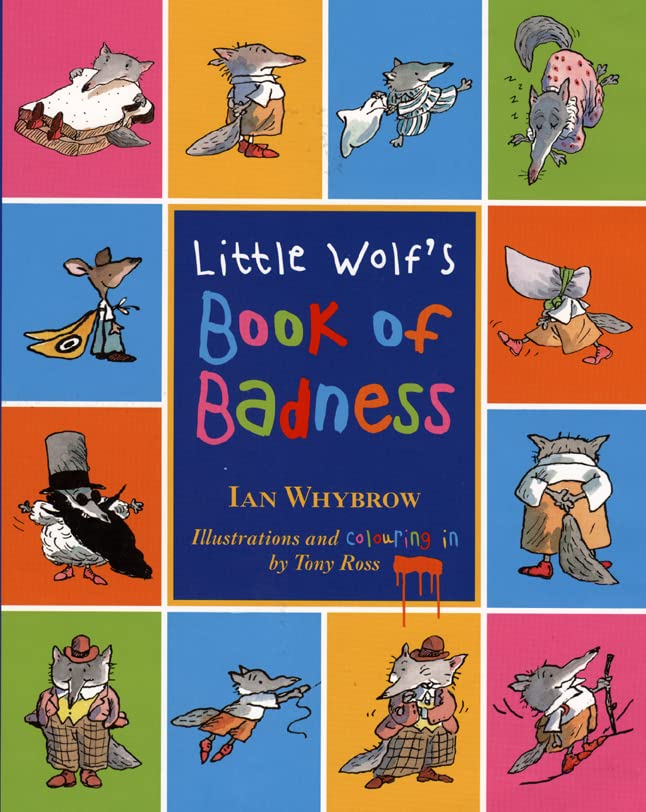 z z z z z z
Little Wolf's
Book of
Badness
IAN WHYBROW
Illustrations and colouring in
by Tony Ross